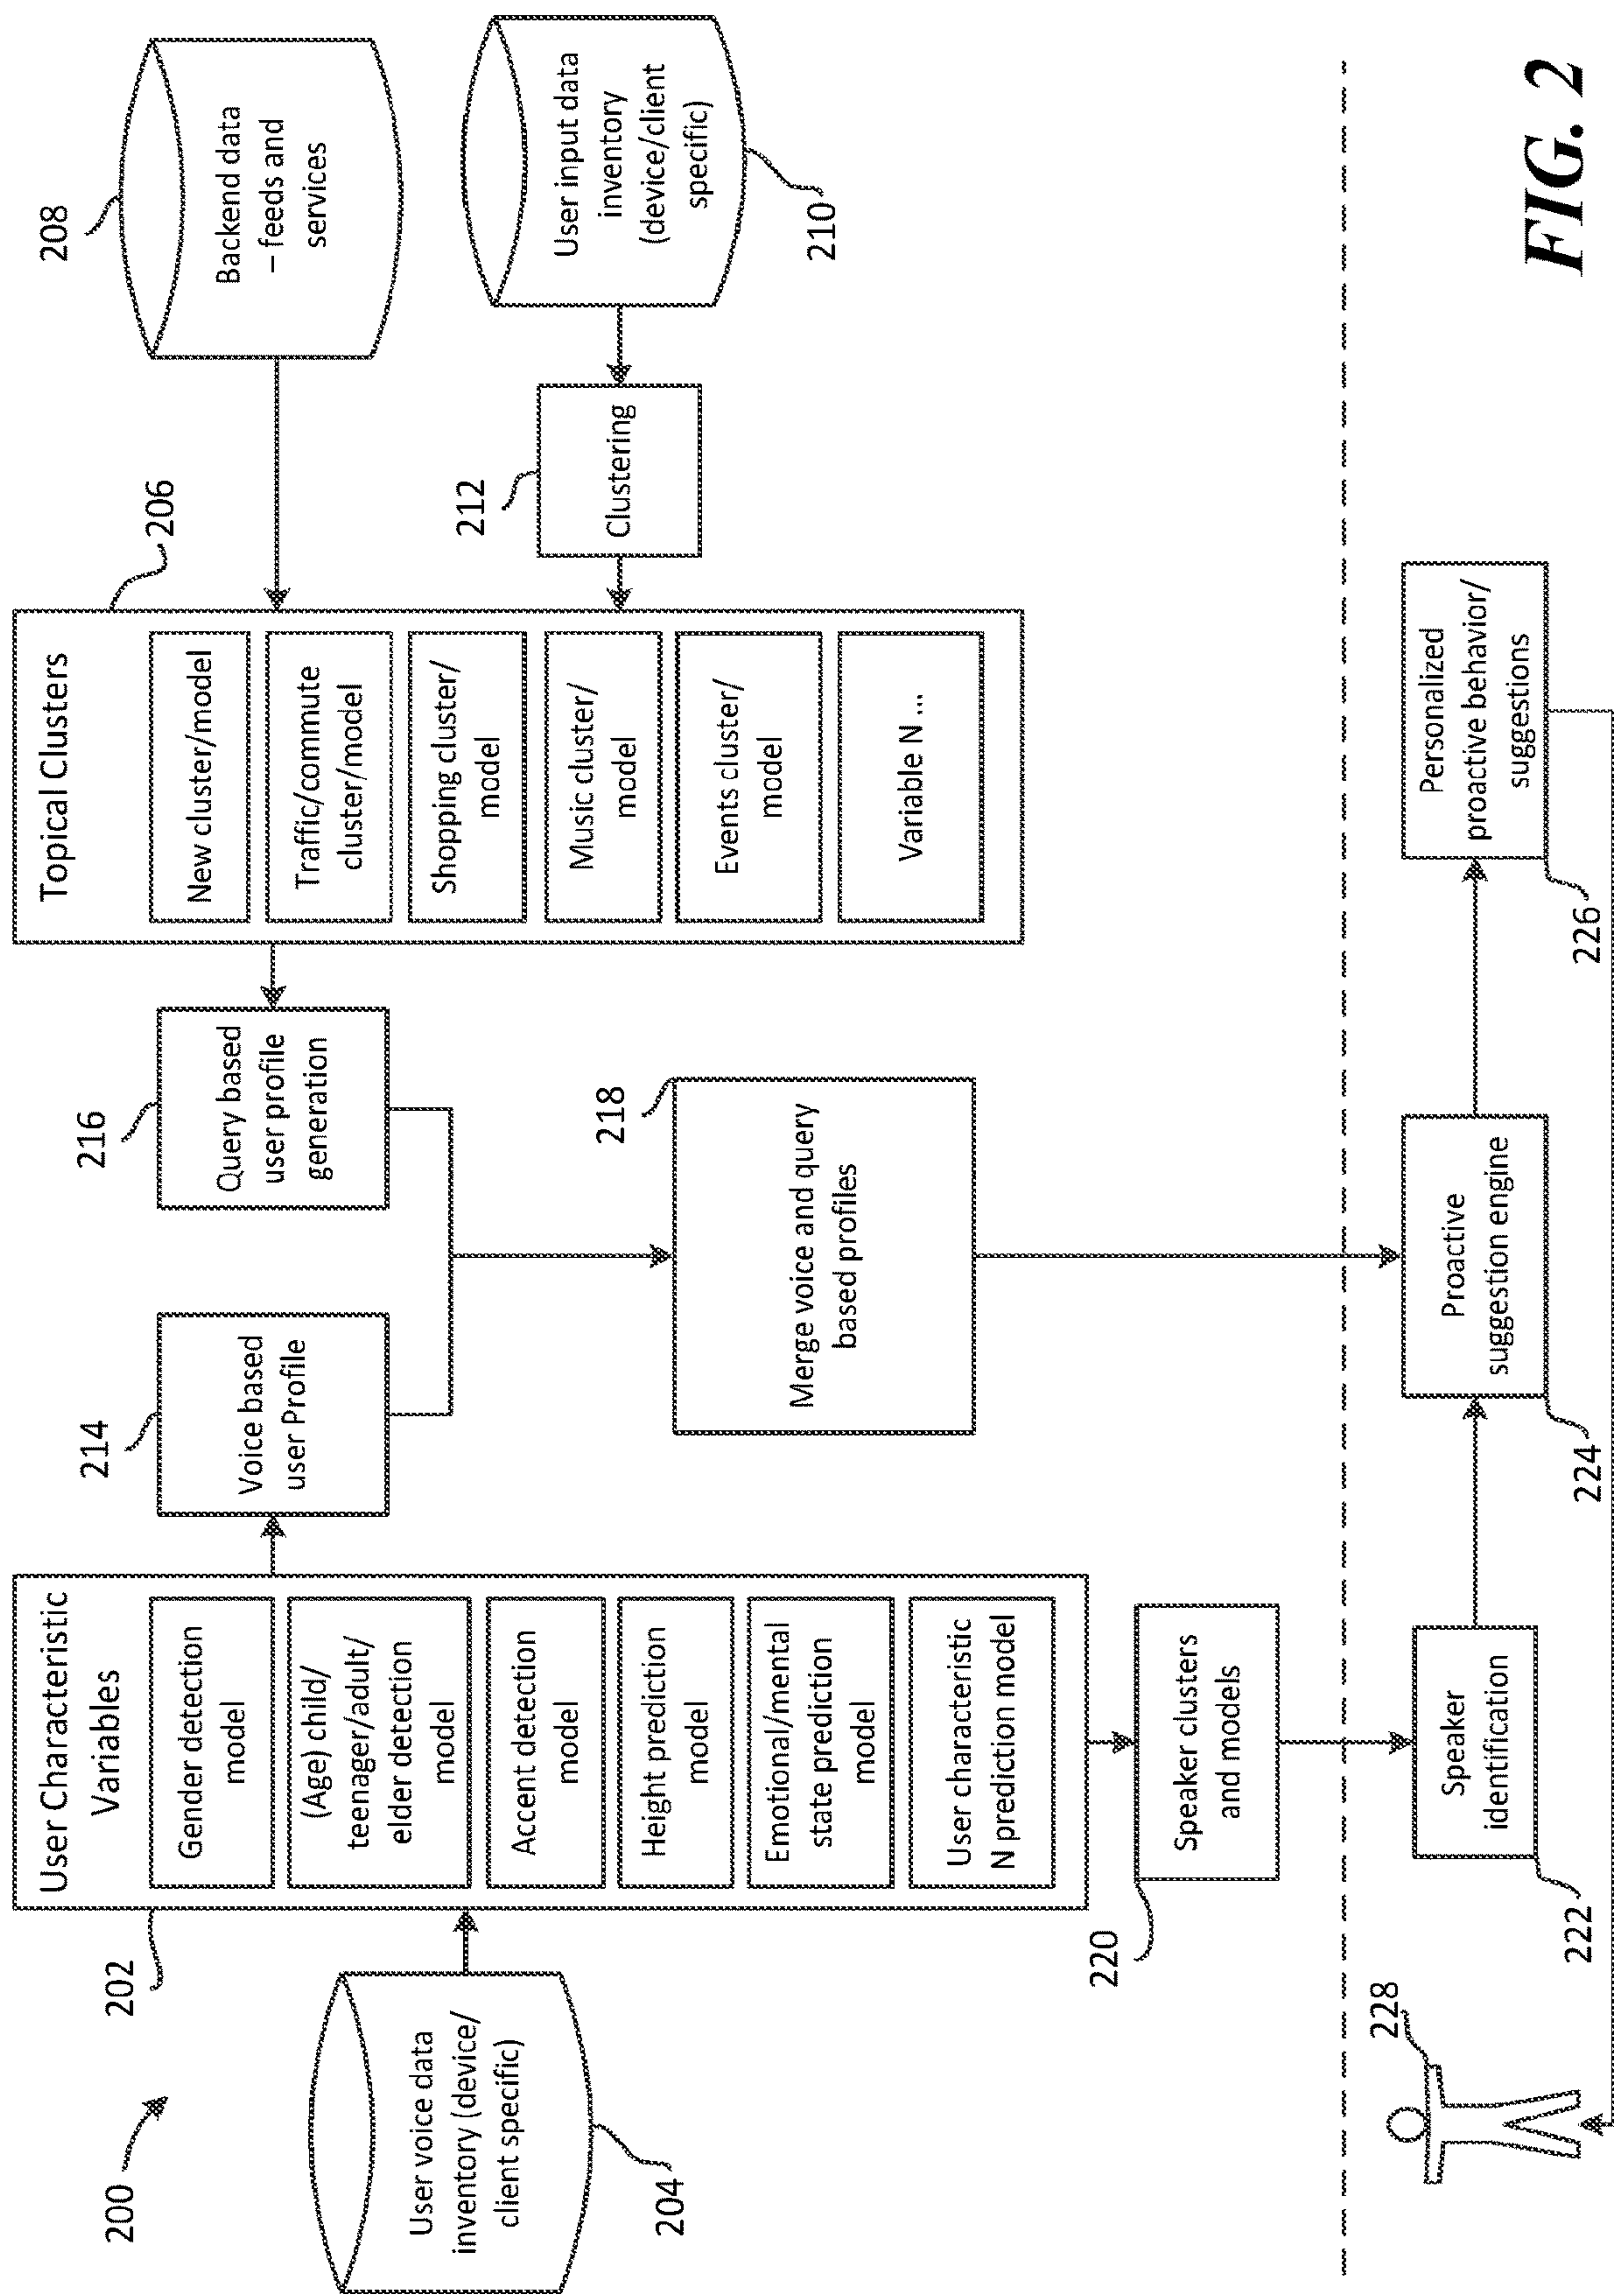 200
202
User Characteristic
Variables
Gender detection
model
(Age) child/
teenager/adult/
elder detection
model
Accent detection
model
Height prediction
model
Emotional/mental
state prediction
model
User characteristic
N prediction model
User voice data
inventory (device/
client specific)
204
214
Voice based
user Profile
216
Query based
user profile
generation
218
Merge voice and query
based profiles
206
Topical Clusters
New cluster/model
Traffic/commute
cluster/model
Shopping cluster/
model
Music cluster/
model
Events cluster/
model
Variable N ...
208
Backend data
– feeds and
services
212
Clustering
User input data
inventory
(device/client
specific)
210
220
Speaker clusters
and models
228
Speaker
identification
222
Proactive
suggestion engine
224
Personalized
proactive behavior/
suggestions
226
FIG. 2